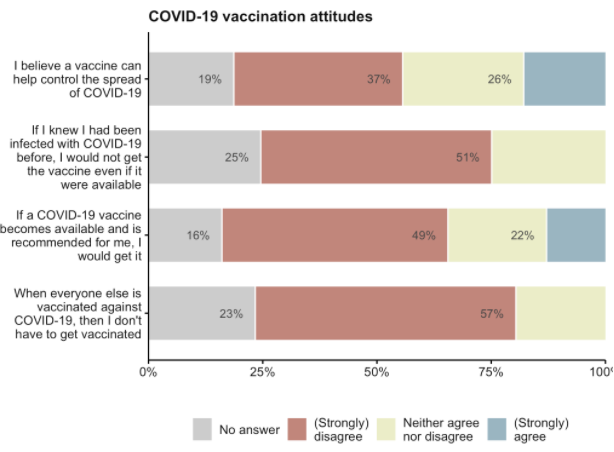 COVID-19 vaccination attitudes
I believe a vaccine can
help control the spread
of COVID-19
19%
37%
26%
If I knew I had been
infected with COVID-19
before, I would not get
the vaccine even if it
were available
25%
51%
If a COVID-19 vaccine
becomes available and is
recommended for me, I
would get it
16%
49%
22%
When everyone else is
vaccinated against
COVID-19, then I don't
have to get vaccinated
23%
57%
0%
25%
50%
75%
100%
No answer
(Strongly)
disagree
Neither agree
nor disagree
(Strongly)
agree